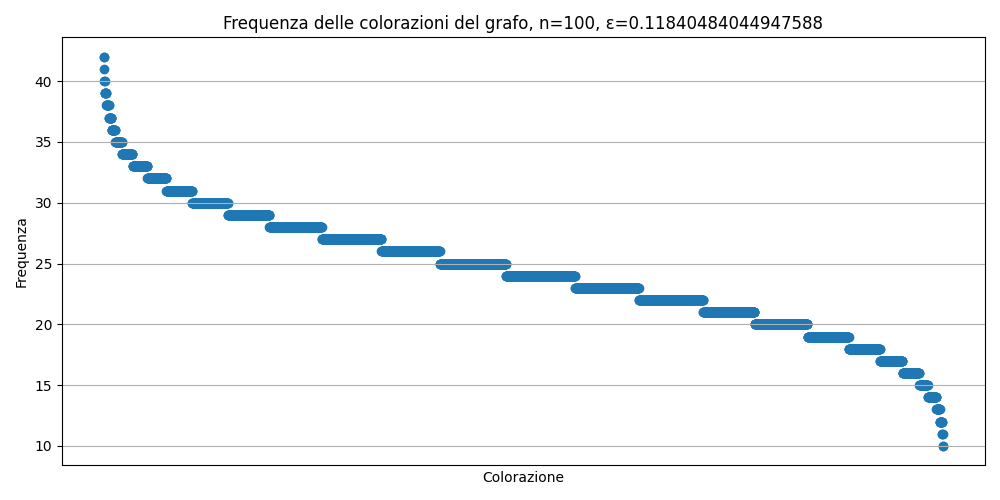 Frequenza delle colorazioni del grafo, n=100, ε=0.11840484044947588
40
35
30
25
20
15
10
Frequenza
Colorazione